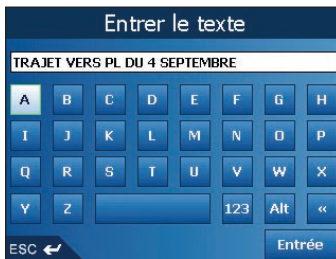 Entrer le texte
TRAJET VERS PL DU 4 SEPTEMBRE
A B C D E F G H
I J K L M N O P
Q R S T U V W X
Y Z 123 Alt «
ESC Entrée